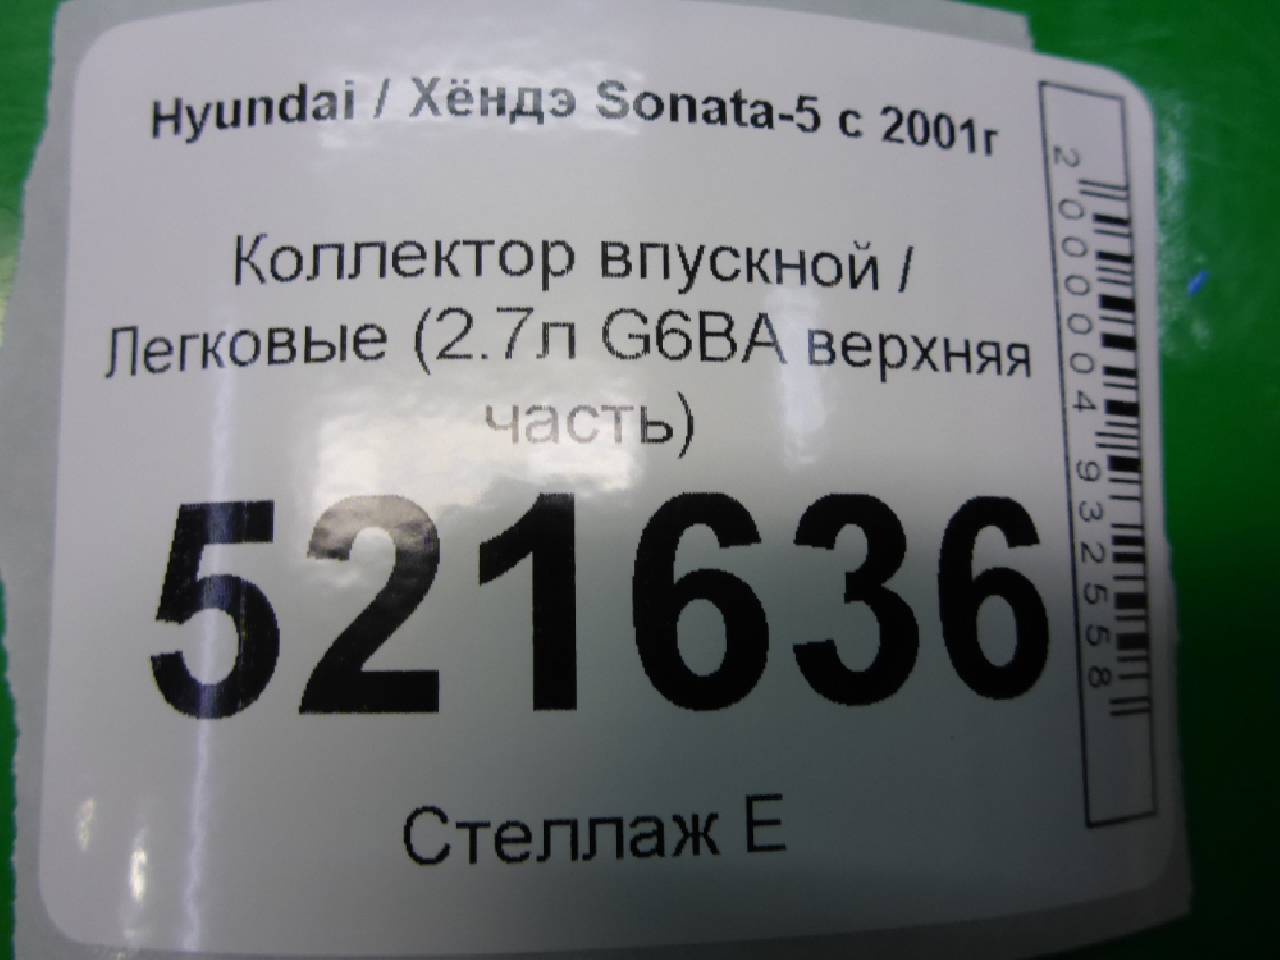 Hyundai / Хёндэ Sonata-5 с 2001г
Коллектор впускной /
Легковые (2.7л G6BA верхняя
часть)
521636
Стеллаж Е
2000004932558